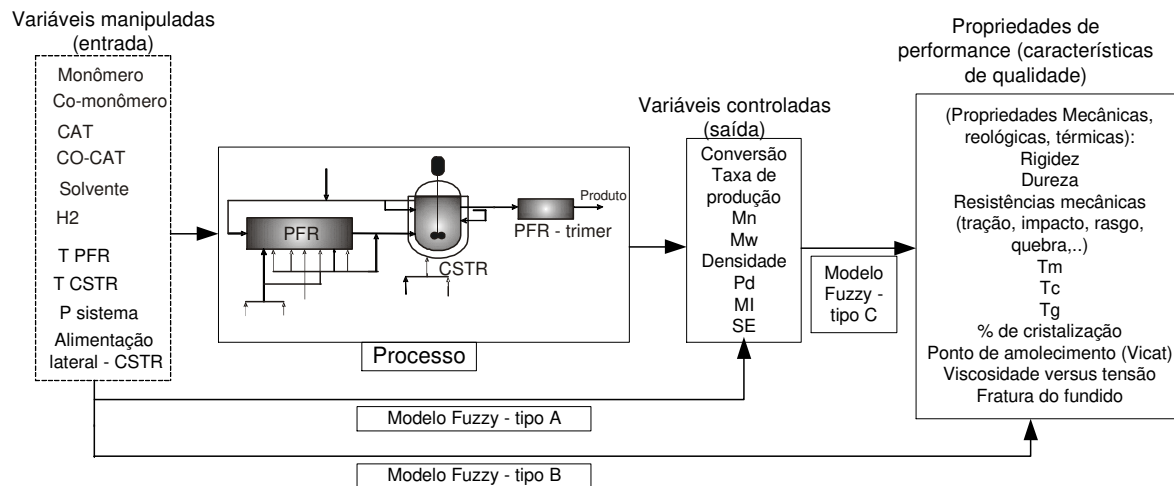 Variáveis manipuladas
(entrada)
Monômero
Co-monômero
CAT
CO-CAT
Solvente
H2
T PFR
T CSTR
P sistema
Alimentação
lateral - CSTR
PFR
CSTR
Produto
PFR - trimer
Processo
Variáveis controladas
(saída)
Conversão
Taxa de
produção
Mn
Mw
Densidade
Pd
MI
SE
Modelo
Fuzzy -
tipo C
Propriedades de
performance (características
de qualidade)
(Propriedades Mecânicas,
reológicas, térmicas):
Rigidez
Dureza
Resistências mecânicas
(tração, impacto, rasgo,
quebra,..)
Tm
Tc
Tg
% de cristalização
Ponto de amolecimento (Vicat)
Viscosidade versus tensão
Fratura do fundido
Modelo Fuzzy - tipo A
Modelo Fuzzy - tipo B